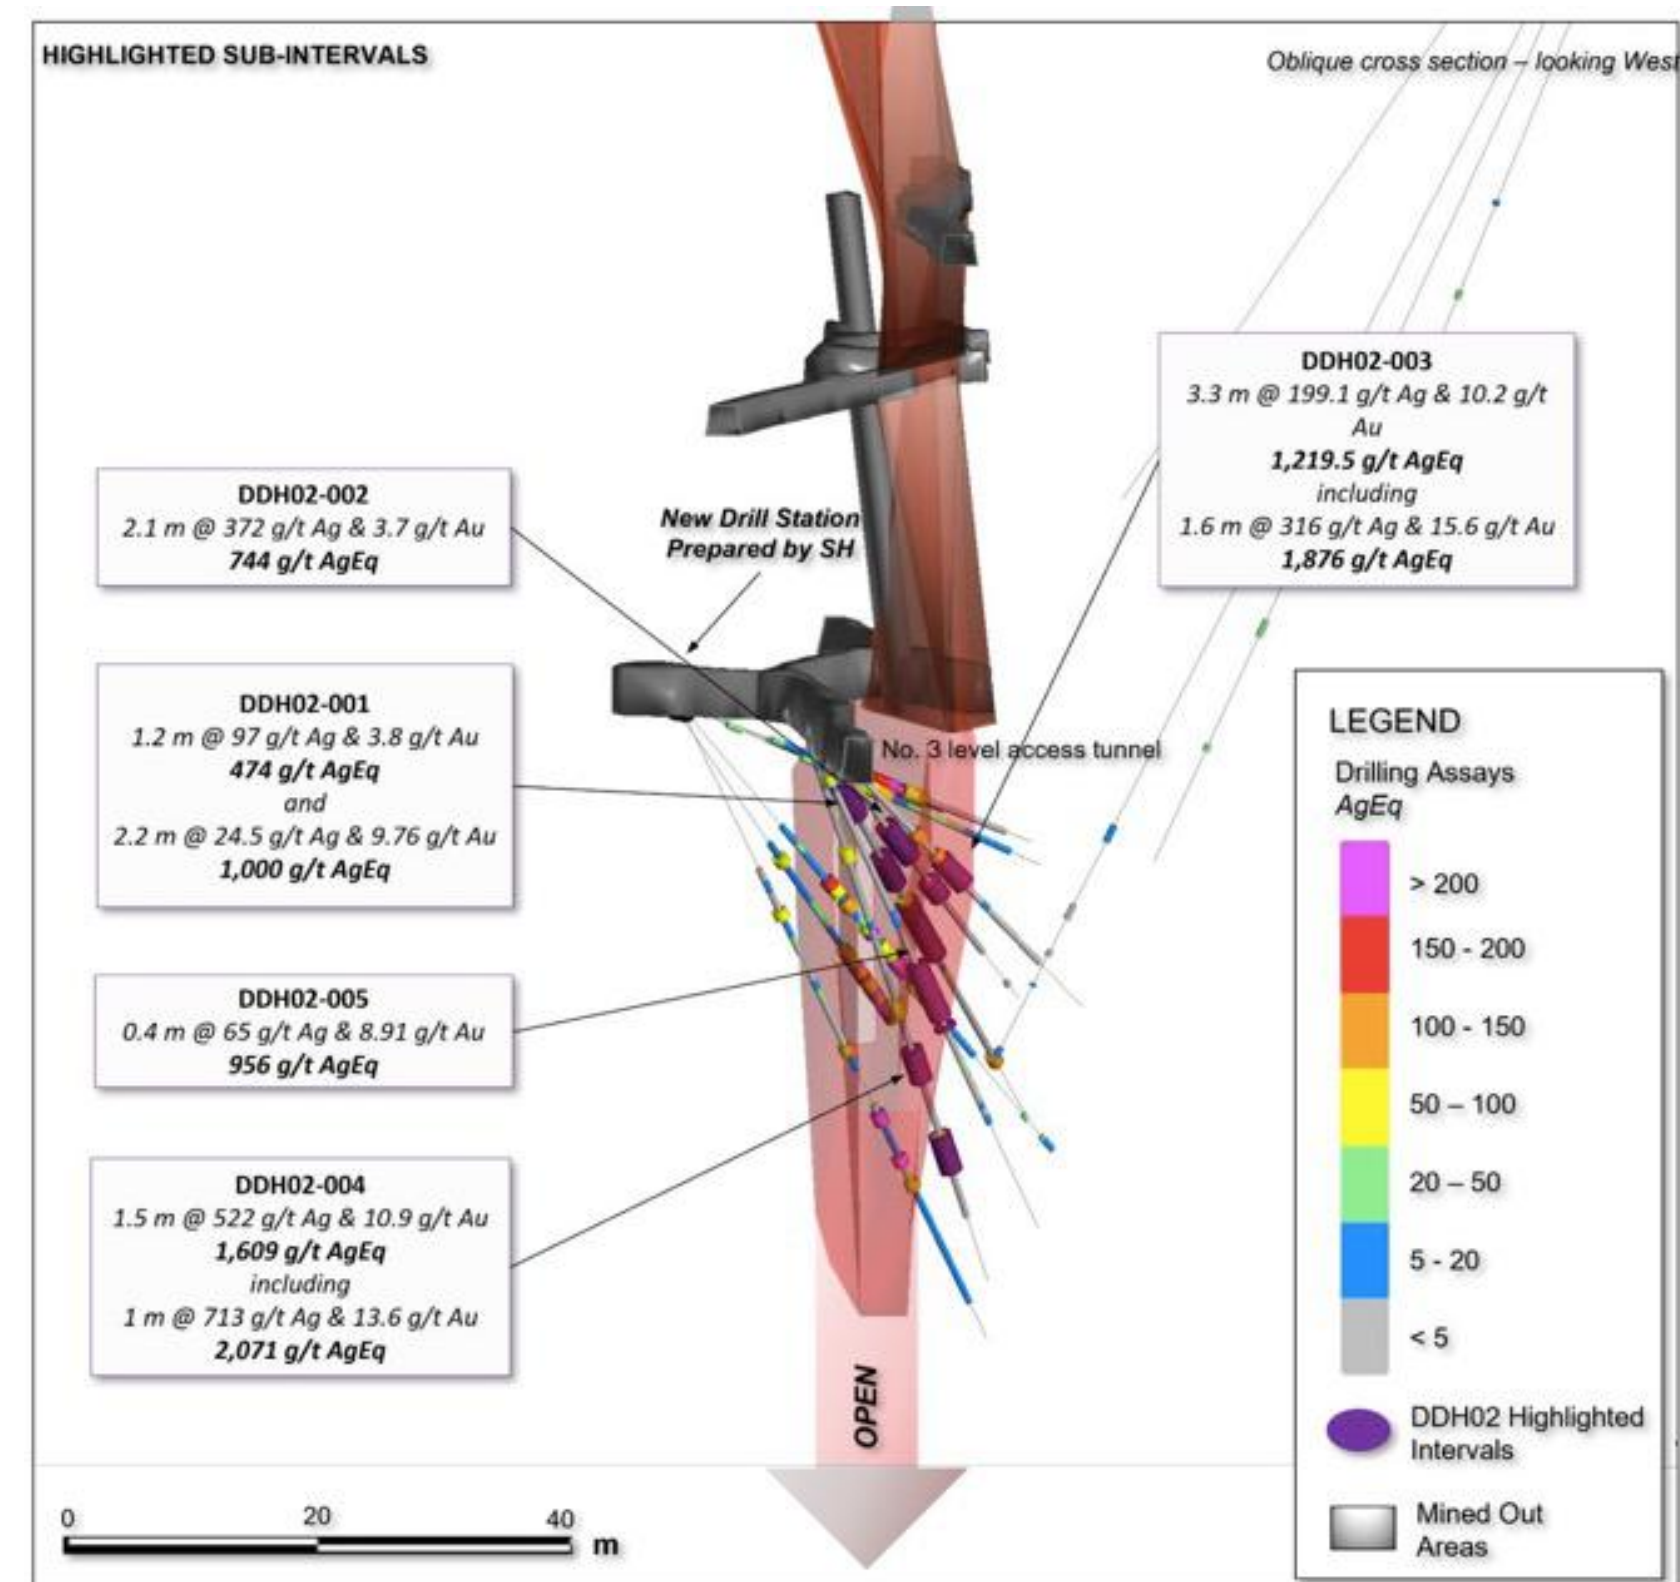 HIGHLIGHTED SUB-INTERVALS
Oblique cross section – looking West
DDH02-003
3.3 m @ 199.1 g/t Ag & 10.2 g/t
Au
1,219.5 g/t AgEq
including
1.6 m @ 316 g/t Ag & 15.6 g/t Au
1,876 g/t AgEq
DDH02-002
2.1 m @ 372 g/t Ag & 3.7 g/t Au
744 g/t AgEq
New Drill Station
Prepared by SH
DDH02-001
1.2 m @ 97 g/t Ag & 3.8 g/t Au
474 g/t AgEq
and
2.2 m @ 24.5 g/t Ag & 9.76 g/t Au
1,000 g/t AgEq
No. 3 level access tunnel
DDH02-005
0.4 m @ 65 g/t Ag & 8.91 g/t Au
956 g/t AgEq
DDH02-004
1.5 m @ 522 g/t Ag & 10.9 g/t Au
1,609 g/t AgEq
including
1 m @ 713 g/t Ag & 13.6 g/t Au
2,071 g/t AgEq
OPEN
LEGEND
Drilling Assays
AgEq
> 200
150 - 200
100 - 150
50 – 100
20 – 50
5 - 20
< 5
DDH02 Highlighted
Intervals
Mined Out
Areas
0 20 40
m